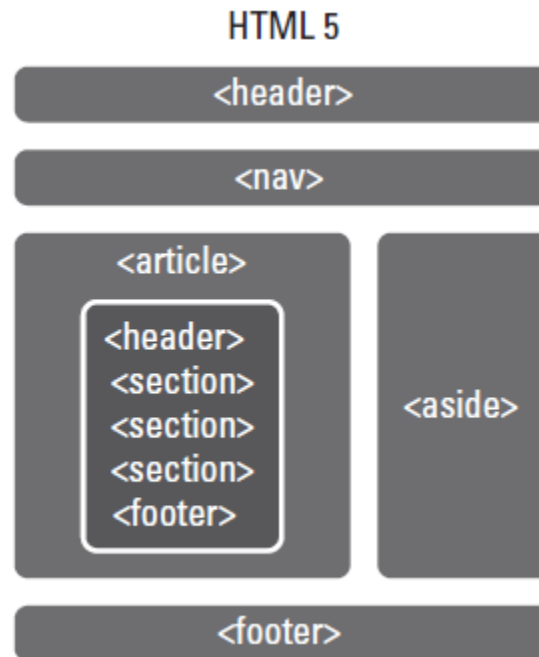 HTML 5
<header>
<nav>
<article>
<header>
<section>
<section>
<section>
<footer>
<aside>
<footer>